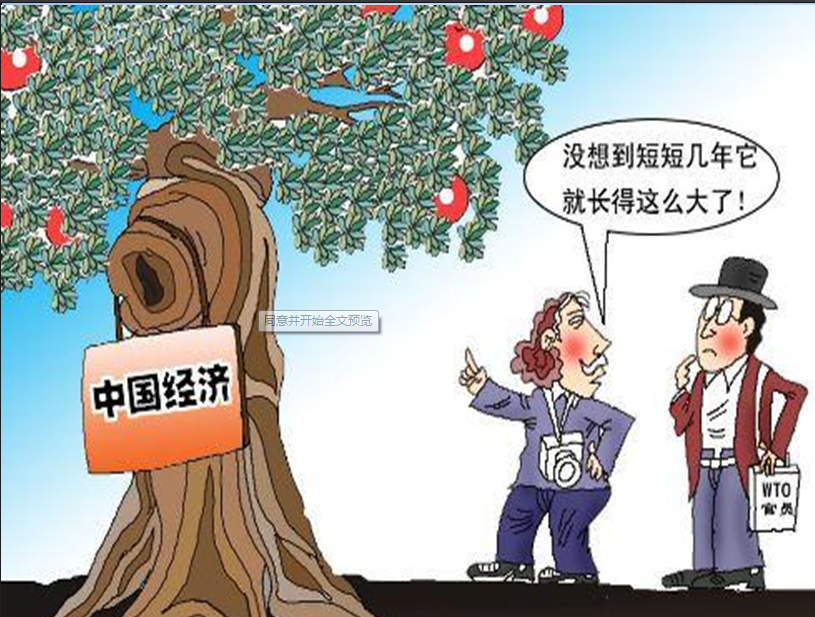 没想到短短几年它
就长得这么大了！
同意并开始全文预览
中国经济
WTO
官员